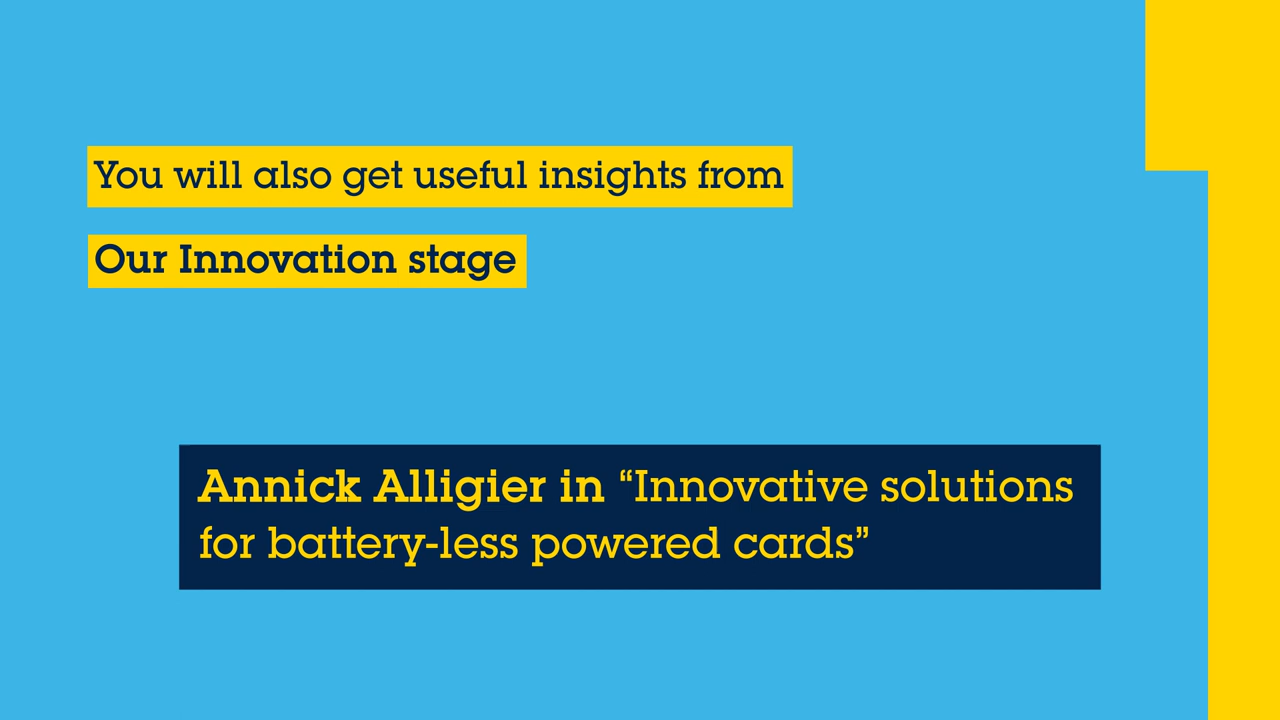 You will also get useful insights from
Our Innovation stage
Annick Alligier in “Innovative solutions
for battery-less powered cards”